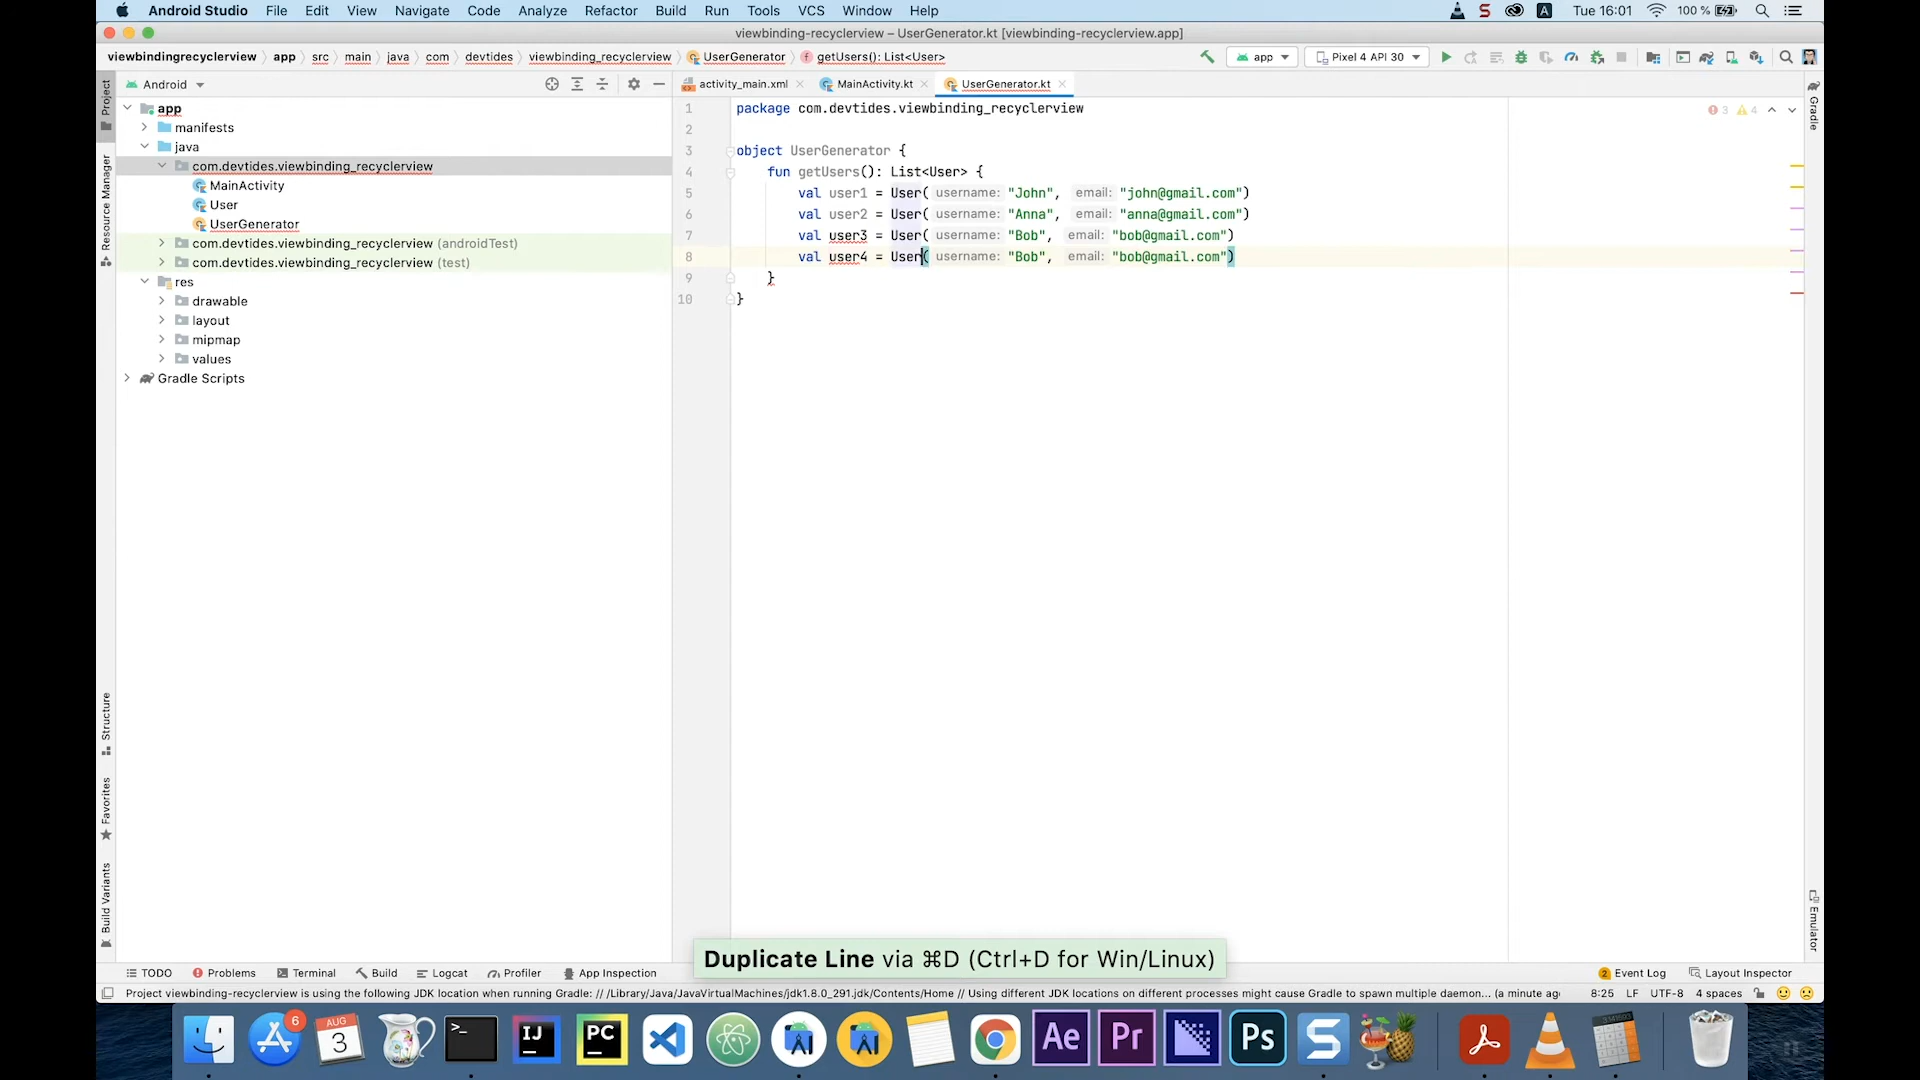 Android Studio File Edit View Navigate Code Analyze Refactor Build Run Tools VCS Window Help S A Tue 16:01 100 %
viewbinding-recyclerview – UserGenerator.kt [viewbinding-recyclerview.app]
viewbindingrecyclerview app src main java com devtides viewbinding_recyclerview UserGenerator getUsers(): List<User> app Pixel 4 API 30
Android activity_main.xml MainActivity.kt UserGenerator.kt
Project
Resource Manager
Structure
Favorites
Build Variants
app
manifests
java
com.devtides.viewbinding_recyclerview
MainActivity
User
UserGenerator
com.devtides.viewbinding_recyclerview (androidTest)
com.devtides.viewbinding_recyclerview (test)
res
drawable
layout
mipmap
values
Gradle Scripts
1 package com.devtides.viewbinding_recyclerview
2
3 object UserGenerator {
4 fun getUsers(): List<User> {
5 val user1 = User( username: "John", email: "john@gmail.com")
6 val user2 = User( username: "Anna", email: "anna@gmail.com")
7 val user3 = User( username: "Bob", email: "bob@gmail.com")
8 val user4 = User( username: "Bob", email: "bob@gmail.com")
9 }
10 }
3 4
Gradle
Emulator
Duplicate Line via ⌘D (Ctrl+D for Win/Linux)
TODO Problems Terminal Build Logcat Profiler App Inspection 2 Event Log Layout Inspector
Project viewbinding-recyclerview is using the following JDK location when running Gradle: // /Library/Java/JavaVirtualMachines/jdk1.8.0_291.jdk/Contents/Home // Using different JDK locations on different processes might cause Gradle to spawn multiple daemon... (a minute ag 8:25 LF UTF-8 4 spaces
6 AUG 3 >_ IJ PC Ae Pr Ps S